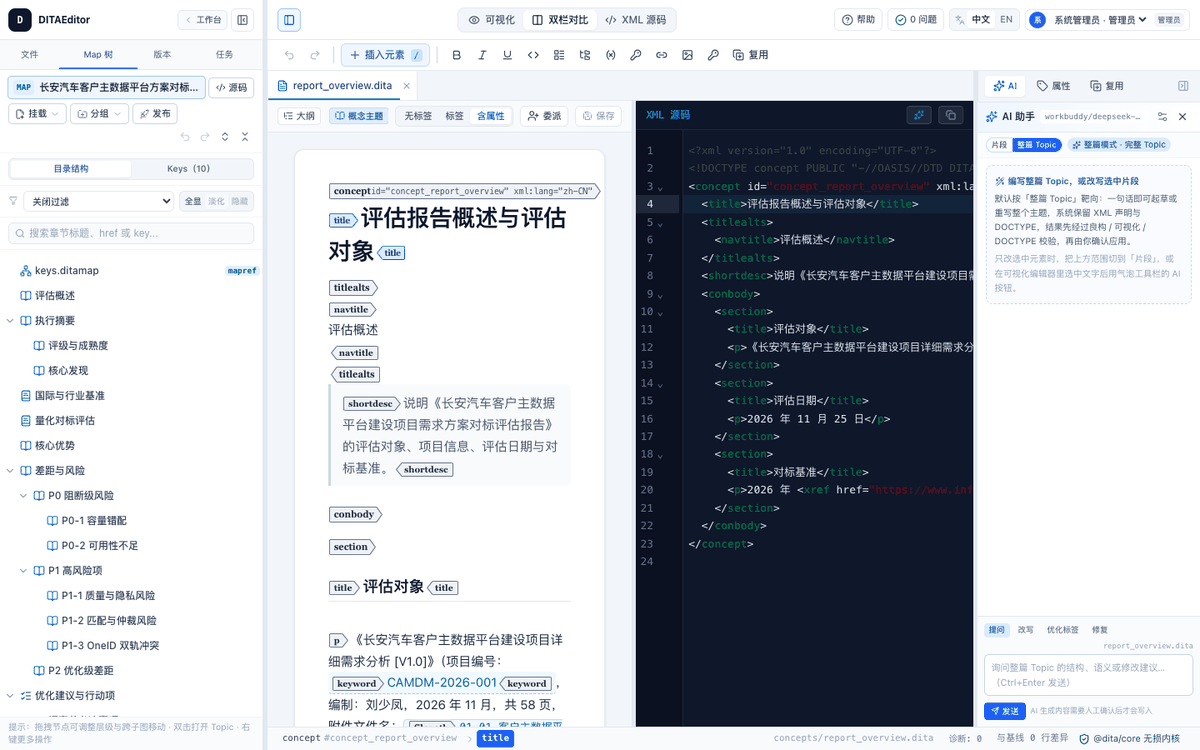 D DITAEditor
工作台
可视化 双栏对比 </> XML 源码
帮助 0 问题 中文 EN 系 系统管理员 · 管理员 管理员
文件 Map 树 版本 任务
MAP 长安汽车客户主数据平台方案对标... </> 源码
挂载 分组 发布
目录结构 Keys (10)
关闭过滤 全显 淡化 隐藏
搜索章节标题、href 或 key...
keys.ditamap mapref
评估概述
执行摘要
评级与成熟度
核心发现
国际与行业基准
量化对标评估
核心优势
差距与风险
P0 阻断级风险
P0-1 容量错配
P0-2 可用性不足
P1 高风险项
P1-1 质量与隐私风险
P1-2 匹配与仲裁风险
P1-3 OneID 双轨冲突
P2 优化级差距
优化建议与行动项
提示：拖拽节点可调整层级与跨子图移动 · 双击打开 Topic · 右
键更多操作
+ 插入元素 / B I U 复用
report_overview.dita ×
大纲 概念主题 无标签 标签 含属性 委派 保存
concept id="concept_report_overview" xml:lang="zh-CN"
title 评估报告概述与评估
对象 title
titlealts
navtitle
评估概述
navtitle
titlealts
shortdesc 说明《长安汽车客户主数据
平台建设项目需求方案对标评估报告》
的评估对象、项目信息、评估日期与对
标基准。 shortdesc
conbody
section
title 评估对象 title
p 《长安汽车客户主数据平台建设项目详
细需求分析 [V1.0]》（项目编号：
keyword CAMDM-2026-001 keyword ，
编制：刘少凤，2026 年 11 月，共 58 页，
XML 源码
1 <?xml version="1.0" encoding="UTF-8"?>
2 <!DOCTYPE concept PUBLIC "-//OASIS//DTD DITA
3 <concept id="concept_report_overview" xml:la
4 <title>评估报告概述与评估对象</title>
5 <titlealts>
6 <navtitle>评估概述</navtitle>
7 </titlealts>
8 <shortdesc>说明《长安汽车客户主数据平台建设项目需
9 <conbody>
10 <section>
11 <title>评估对象</title>
12 <p>《长安汽车客户主数据平台建设项目详细需求分
13 </section>
14 <section>
15 <title>评估日期</title>
16 <p>2026 年 11 月 25 日</p>
17 </section>
18 <section>
19 <title>对标基准</title>
20 <p>2026 年 <xref href="https://www.inf
21 </section>
22 </conbody>
23 </concept>
24
AI 属性 复用
AI 助手 workbuddy/deepseek-…
片段 整篇 Topic 整篇模式 · 完整 Topic
编写整篇 Topic，或改写选中片段
默认按「整篇 Topic」靶向：一句话即可起草或
重写整个主题，系统保留 XML 声明与
DOCTYPE，结果先经过良构 / 可视化 /
DOCTYPE 校验，再由你确认应用。
只改选中元素时，把上方范围切到「片段」，或
在可视化编辑器里选中文字后用气泡工具栏的 AI
按钮。
提问 改写 优化标签 修复
report_overview.dita
询问整篇 Topic 的结构、语义或修改建议…
（Ctrl+Enter 发送）
发送 AI 生成内容需要人工确认后才会写入
concept #concept_report_overview title
concepts/report_overview.dita 诊断: 0 与基线 0 行差异 @dita/core 无损内核